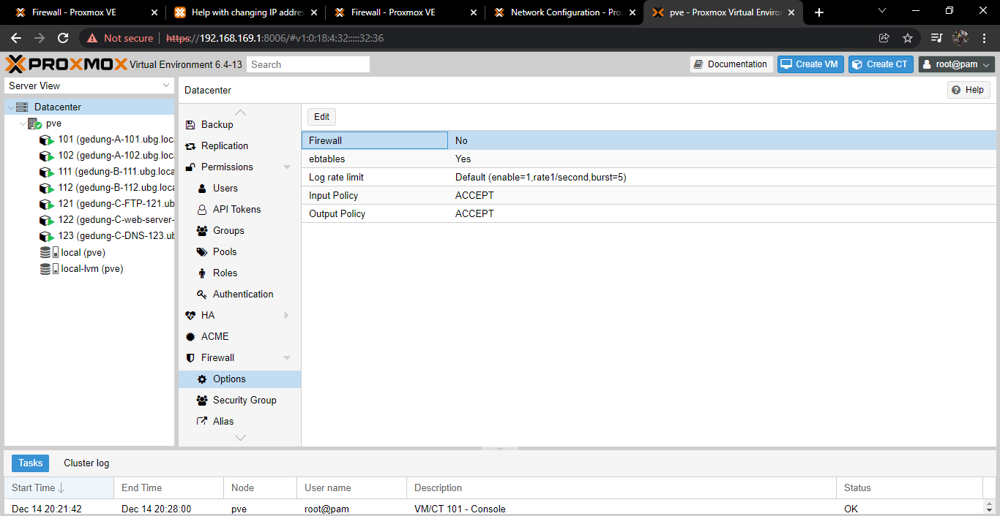 Firewall - Proxmox VE
Help with changing IP addre
Firewall - Proxmox VE
Network Configuration - Pro
pve - Proxmox Virtual Enviro
Not secure
https://192.168.169.1:8006/#v1:0:18:4:32:::::32:36
PROXMOX Virtual Environment 6.4-13
Search
Documentation
Create VM
Create CT
root@pam
Server View
Datacenter
pve
101 (gedung-A-101.ubg.loca
102 (gedung-A-102.ubg.loca
111 (gedung-B-111.ubg.loca
112 (gedung-B-112.ubg.loca
121 (gedung-C-FTP-121.ub
122 (gedung-C-web-server-
123 (gedung-C-DNS-123.ub
local (pve)
local-lvm (pve)
Datacenter
Help
Backup
Replication
Permissions
Users
API Tokens
Groups
Pools
Roles
Authentication
HA
ACME
Firewall
Options
Security Group
Alias
Edit
Firewall No
ebtables Yes
Log rate limit Default (enable=1,rate1/second,burst=5)
Input Policy ACCEPT
Output Policy ACCEPT
Tasks
Cluster log
Start Time End Time Node User name Description Status
Dec 14 20:21:42 Dec 14 20:28:00 pve root@pam VM/CT 101 - Console OK